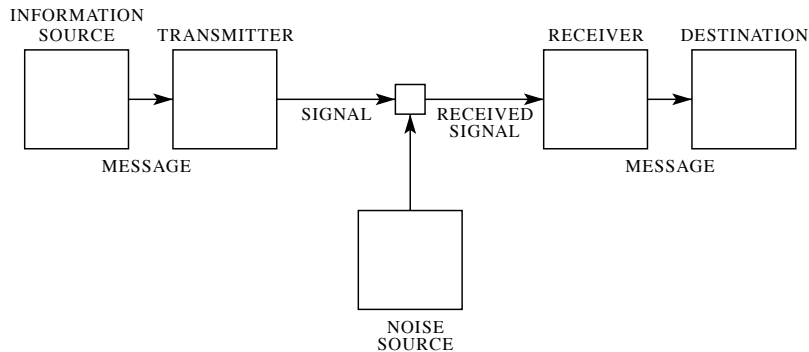 INFORMATION
SOURCE
TRANSMITTER
RECEIVER
DESTINATION
SIGNAL
RECEIVED
SIGNAL
MESSAGE
MESSAGE
NOISE
SOURCE